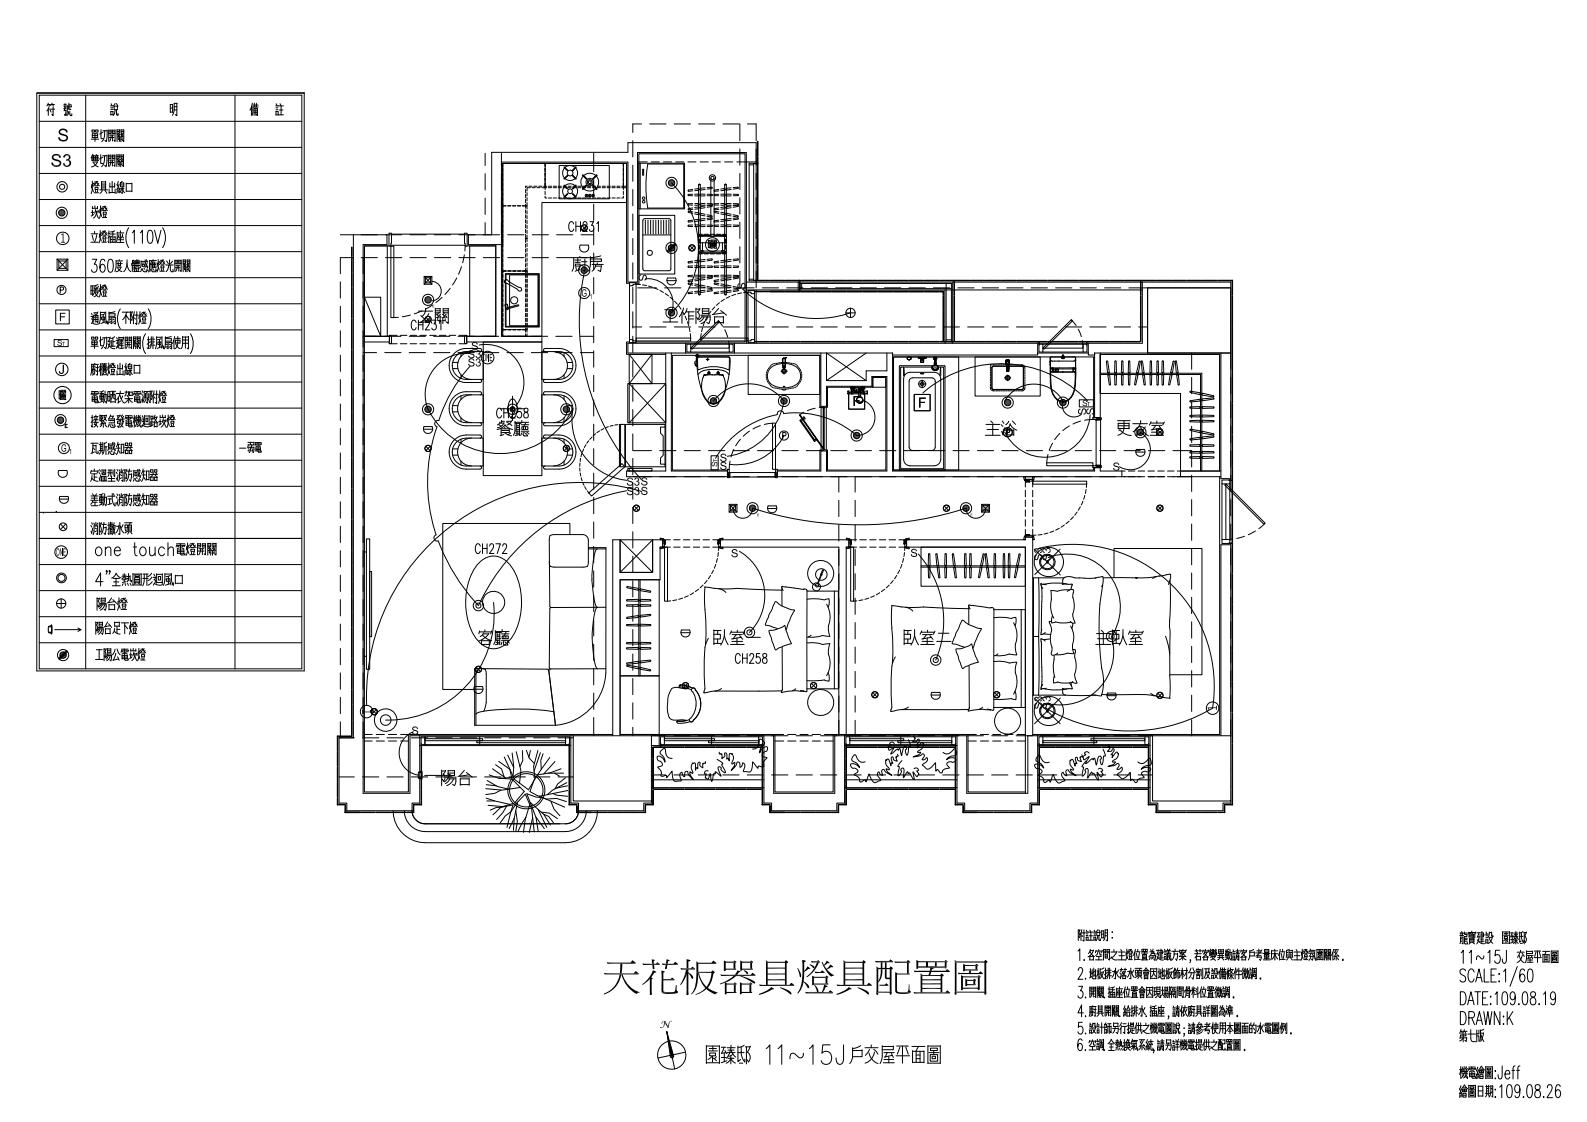 符 號 說 明 備 註
S 單切開關
S3 雙切開關
燈具出線口
崁燈
1 立燈插座(110V)
360度人體感應燈光開關
P 吸燈
F 通風扇(不附燈)
單切延遲開關(排風扇使用)
J 廚櫃燈出線口
電動晒衣架電源附燈
接緊急發電機迴路崁燈
G 瓦斯感知器 一弱電
定溫型消防感知器
差動式消防感知器
消防撒水頭
ONE one touch電燈開關
4"全熱圓形迴風口
陽台燈
陽台足下燈
工陽公電崁燈
CH231
廚房
玄關
CH231
工作陽台
CH258
餐廳
主浴
更衣室
CH272
客廳
臥室一
CH258
臥室二
主臥室
陽台
天花板器具燈具配置圖
N
園臻邸 11~15J戶交屋平面圖
附註說明：
1.各空間之主燈位置為建議方案，若客變異動請客戶考量床位與主燈氛圍關係．
2.地板排水落水頭會因地板飾材分割及設備條件微調．
3.開關,插座位置會因現場隔間骨料位置微調．
4.廚具開關,給排水,插座，請依廚具詳圖為準．
5.設計師另行提供之機電圖說；請參考使用本圖面的水電圖例．
6.空調,全熱換氣系統,請另詳機電提供之配置圖．
龍寶建設 園臻邸
11~15J 交屋平面圖
SCALE:1/60
DATE:109.08.19
DRAWN:K
第七版
機電繪圖:Jeff
繪圖日期:109.08.26